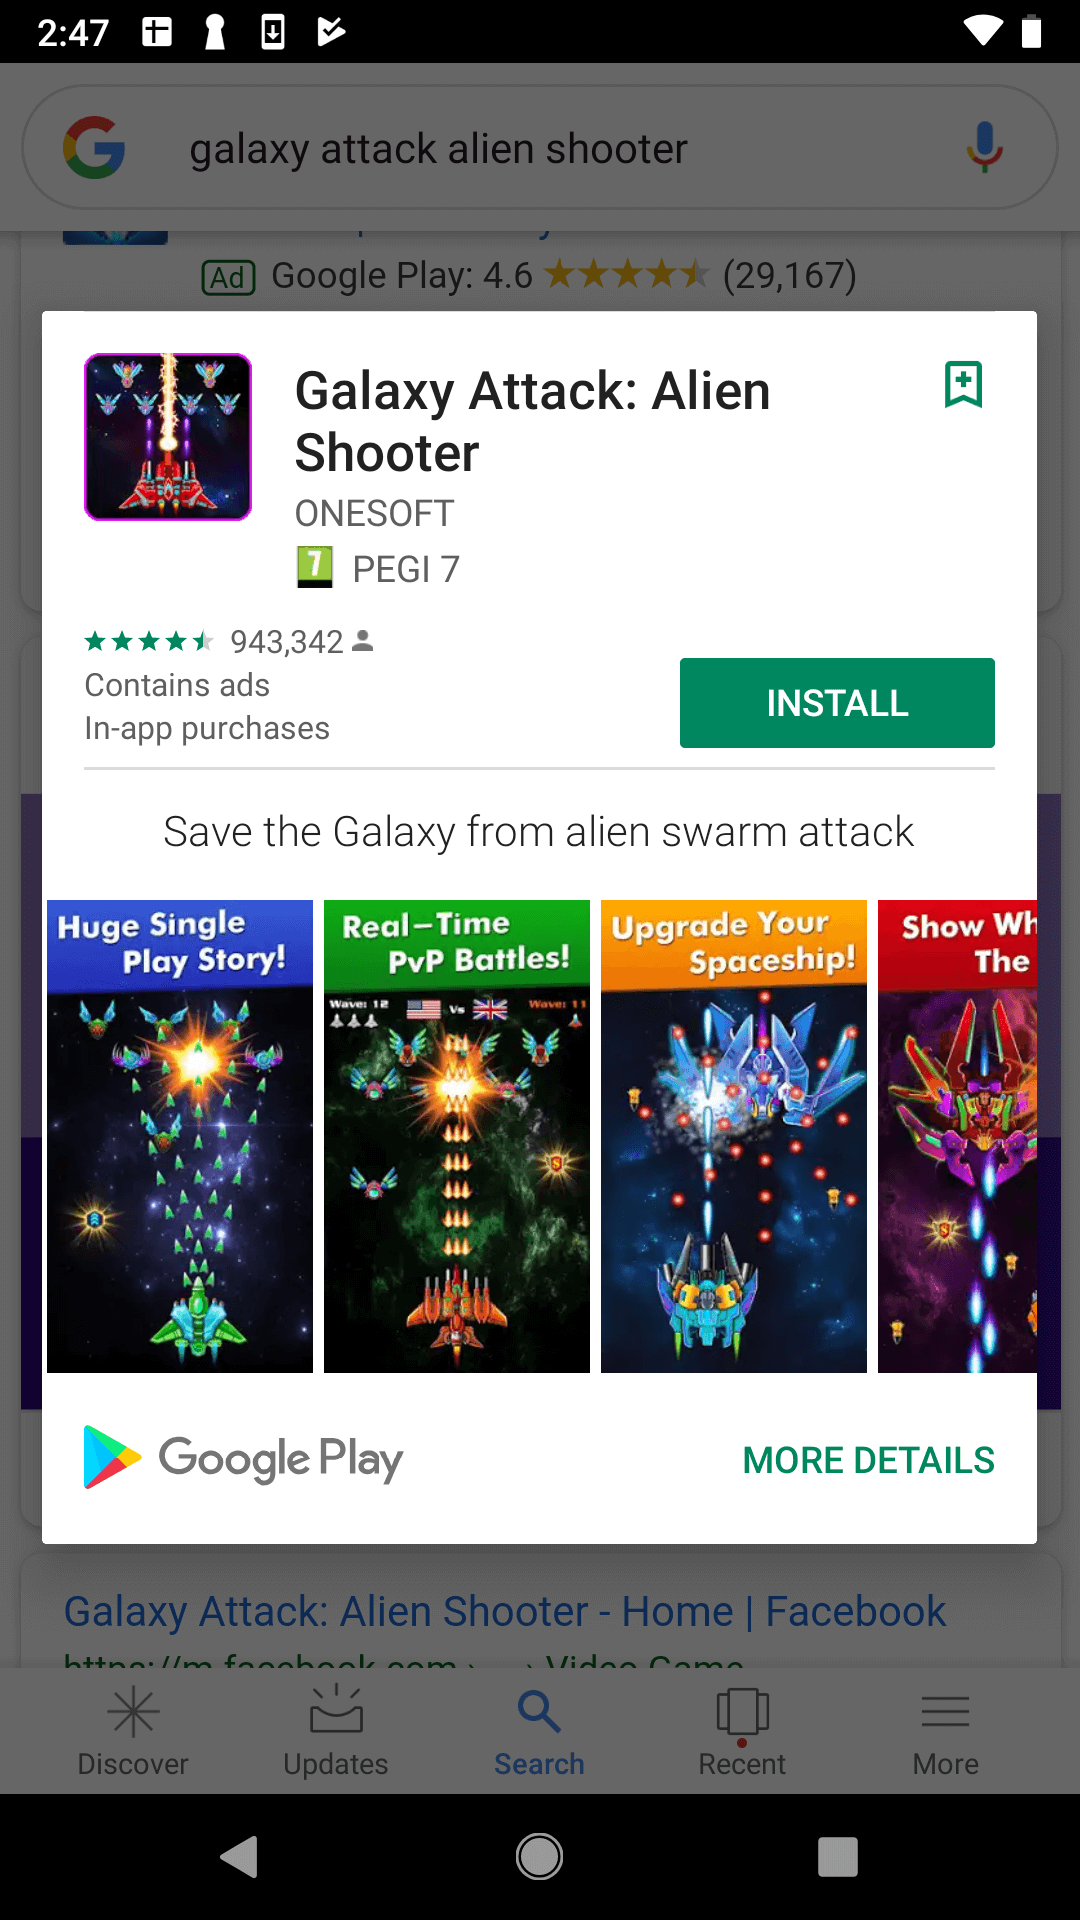 2:47
galaxy attack alien shooter
Ad Google Play: 4.6 (29,167)
Galaxy Attack: Alien
Shooter
ONESOFT
7 PEGI 7
943,342
Contains ads
In-app purchases
INSTALL
Save the Galaxy from alien swarm attack
Huge Single
Play Story!
Real-Time
PvP Battles!
Wave: 12 Vs Wave: 11
Upgrade Your
Spaceship!
Show
The
Google Play
MORE DETAILS
Galaxy Attack: Alien Shooter - Home | Facebook
https://m.facebook.com › ... › Video Game
Discover
Updates
Search
Recent
More